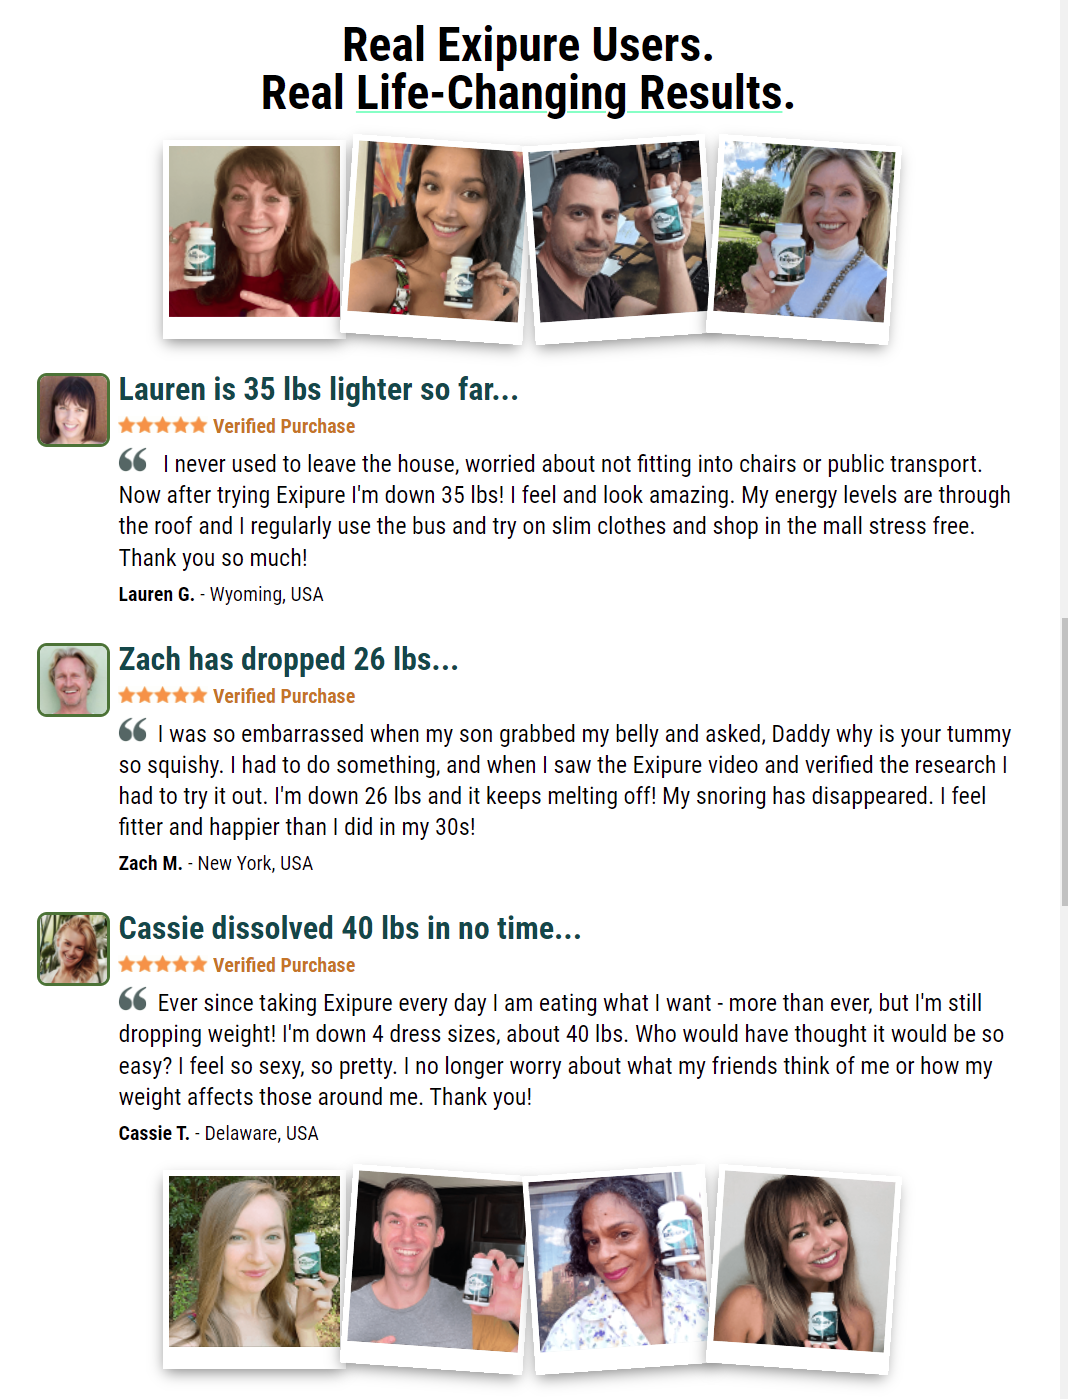 Real Exipure Users.
Real Life-Changing Results.
Lauren is 35 lbs lighter so far...
Verified Purchase
“ I never used to leave the house, worried about not fitting into chairs or public transport.
Now after trying Exipure I'm down 35 lbs! I feel and look amazing. My energy levels are through
the roof and I regularly use the bus and try on slim clothes and shop in the mall stress free.
Thank you so much!
Lauren G. - Wyoming, USA
Zach has dropped 26 lbs...
Verified Purchase
“ I was so embarrassed when my son grabbed my belly and asked, Daddy why is your tummy
so squishy. I had to do something, and when I saw the Exipure video and verified the research I
had to try it out. I'm down 26 lbs and it keeps melting off! My snoring has disappeared. I feel
fitter and happier than I did in my 30s!
Zach M. - New York, USA
Cassie dissolved 40 lbs in no time...
Verified Purchase
“ Ever since taking Exipure every day I am eating what I want - more than ever, but I'm still
dropping weight! I'm down 4 dress sizes, about 40 lbs. Who would have thought it would be so
easy? I feel so sexy, so pretty. I no longer worry about what my friends think of me or how my
weight affects those around me. Thank you!
Cassie T. - Delaware, USA